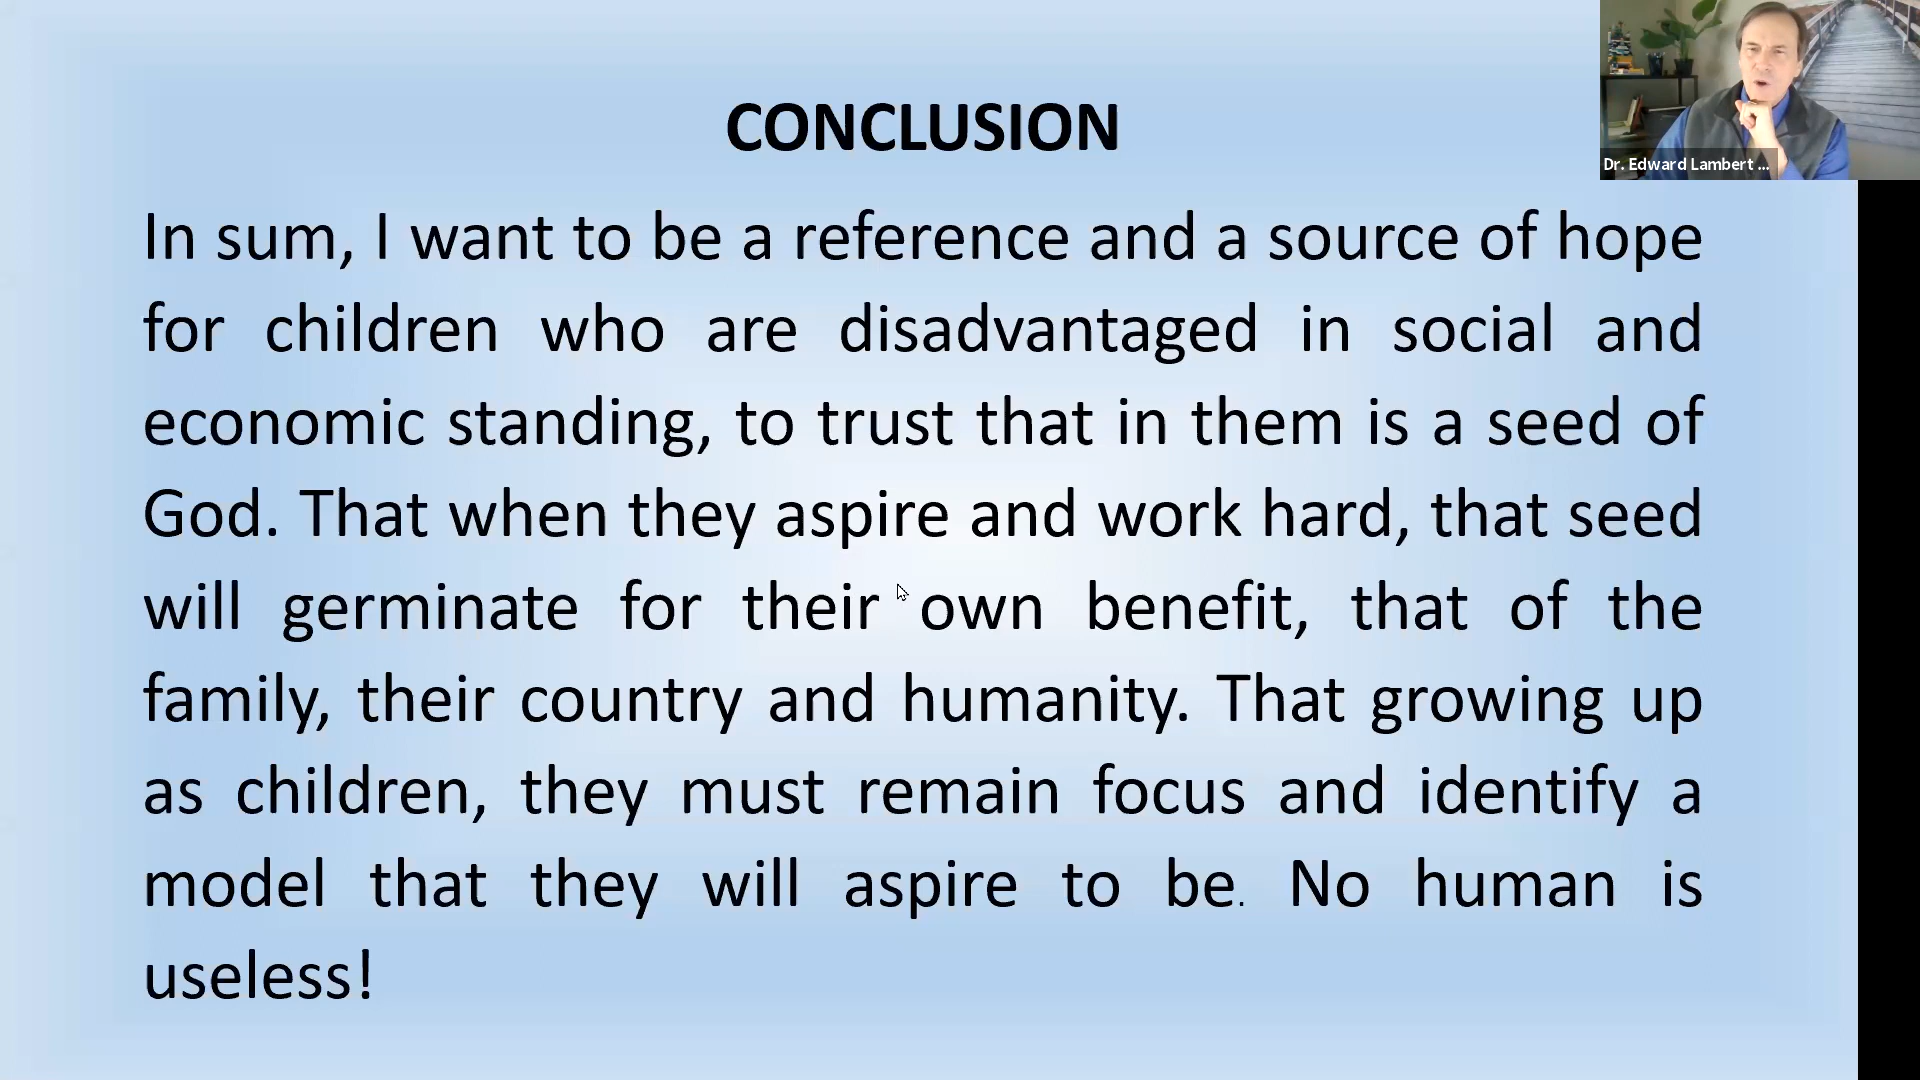 CONCLUSION
Dr. Edward Lambert ...
In sum, I want to be a reference and a source of hope
for children who are disadvantaged in social and
economic standing, to trust that in them is a seed of
God. That when they aspire and work hard, that seed
will germinate for their own benefit, that of the
family, their country and humanity. That growing up
as children, they must remain focus and identify a
model that they will aspire to be. No human is
useless!